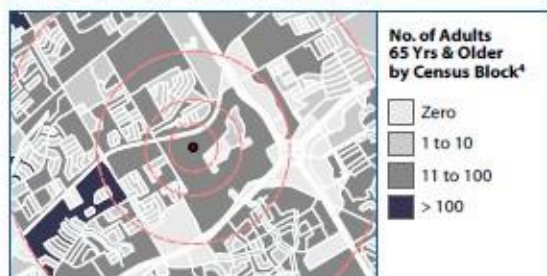 No. of Adults
65 Yrs & Older
by Census Block⁴
Zero
1 to 10
11 to 100
> 100